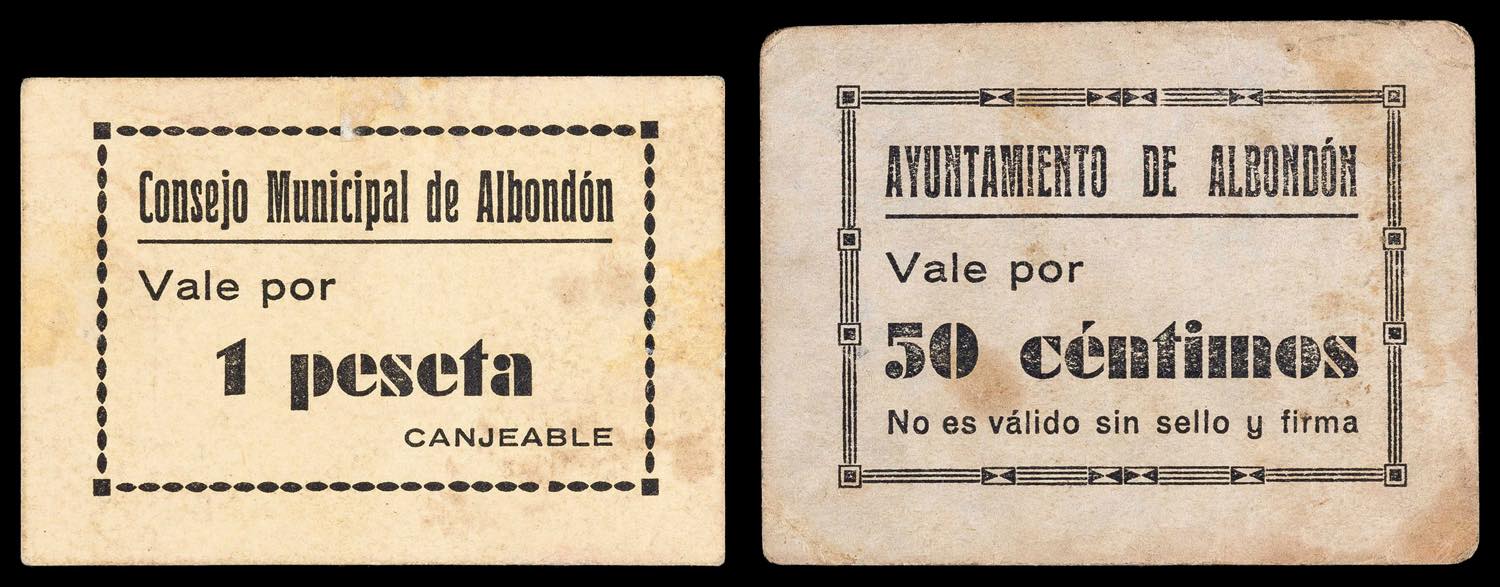 Consejo Municipal de Albondón
Vale por
1 peseta
CANJEABLE
AYUNTAMIENTO DE ALBONDÓN
Vale por
50 céntimos
No es válido sin sello y firma